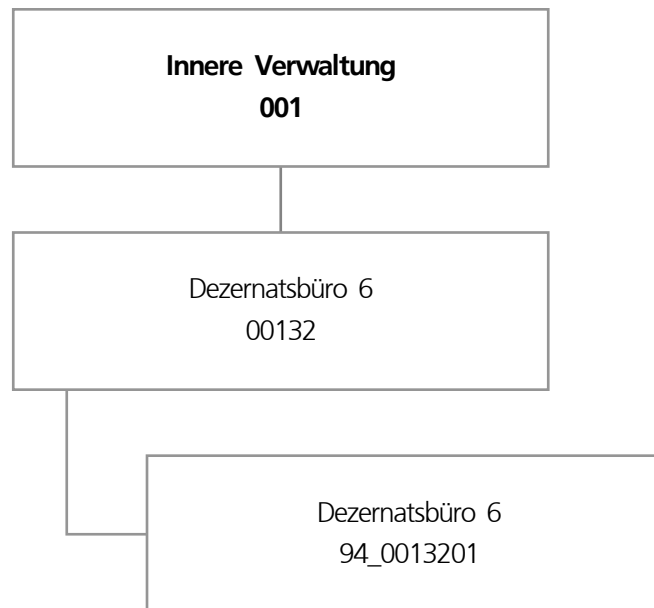 Innere Verwaltung
001
Dezernatsbüro 6
00132
Dezernatsbüro 6
94_0013201